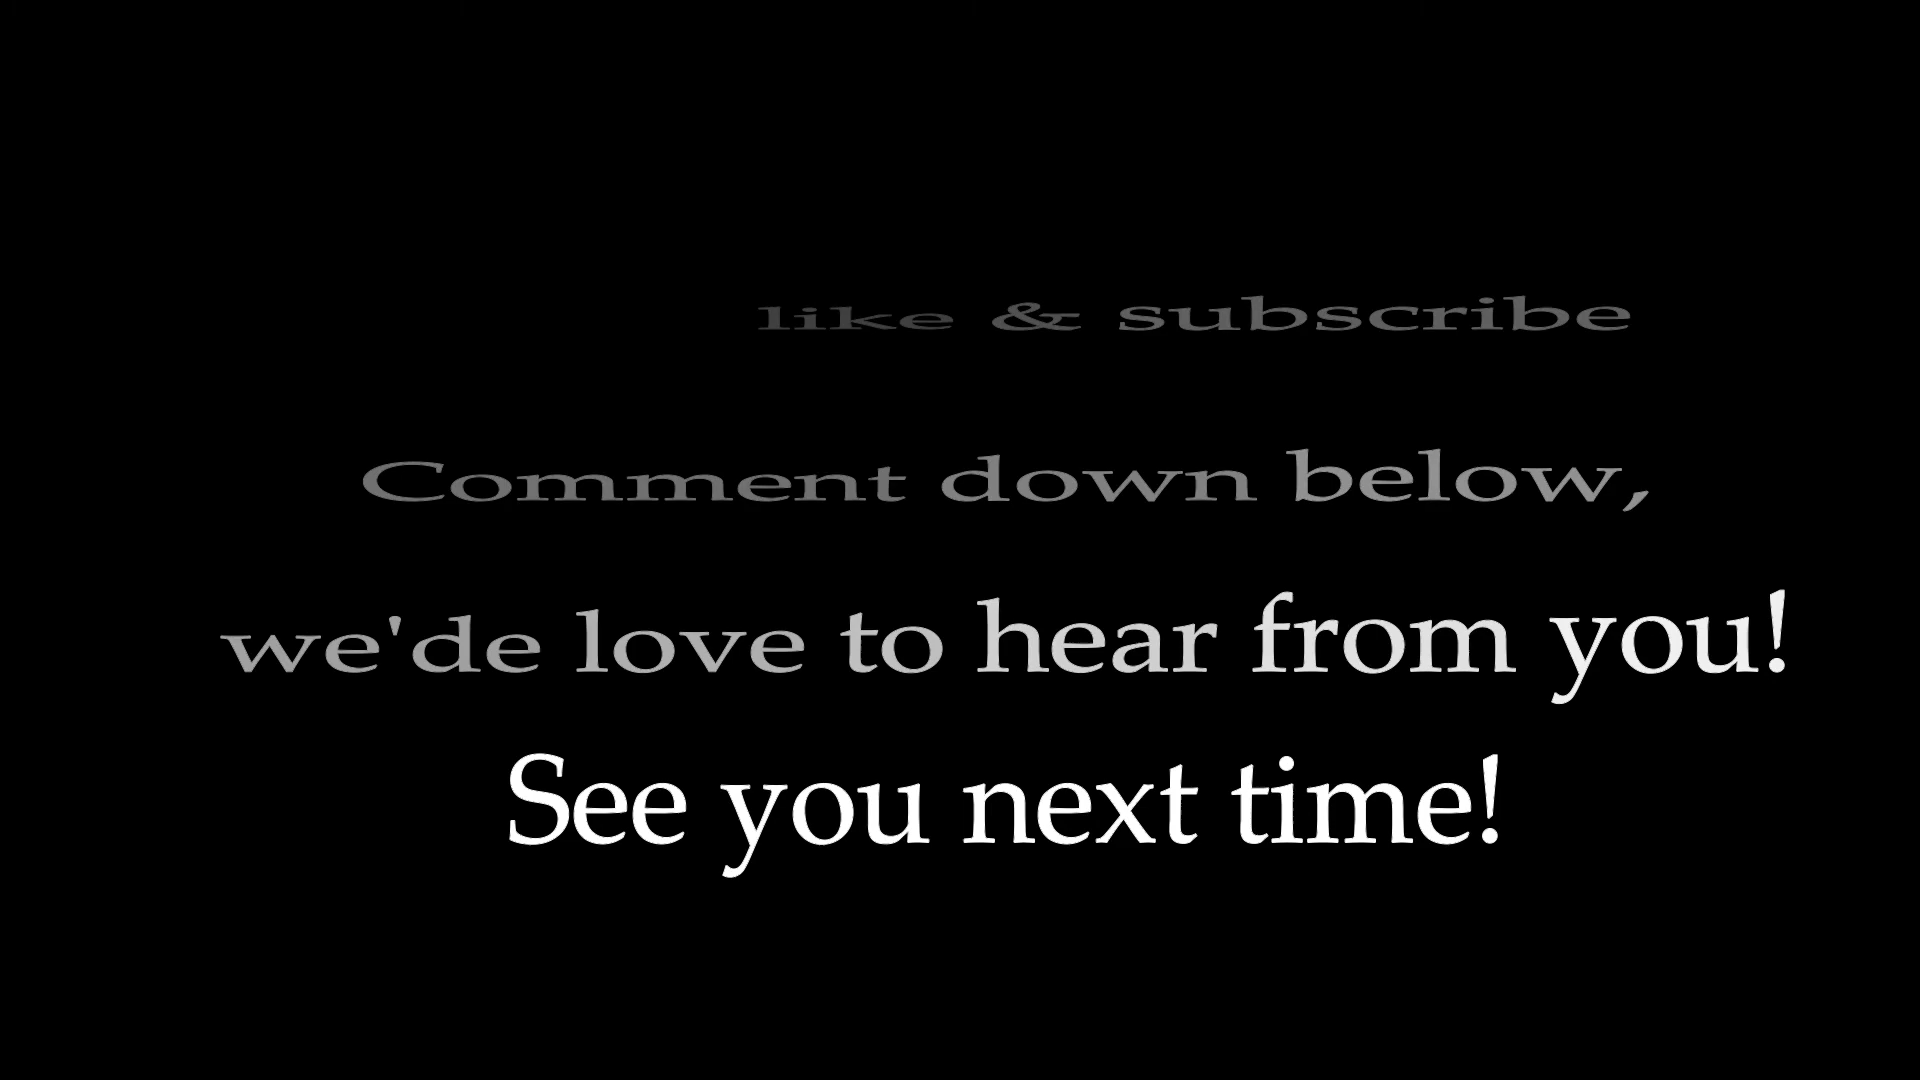 like & subscribe
Comment down below,
we'de love to hear from you!
See you next time!